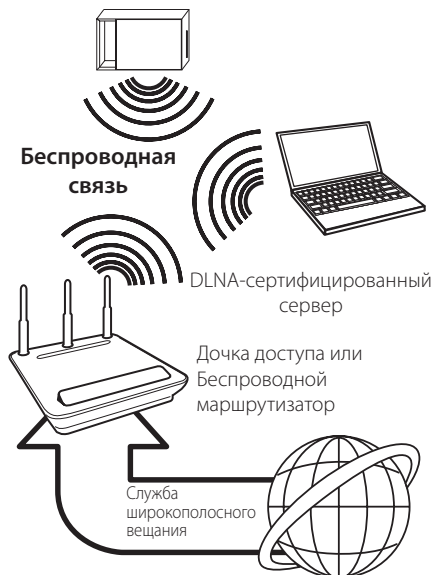 Беспроводная
связь
DLNA-сертифицированный
сервер
Дочка доступа или
Беспроводной
маршрутизатор
Служба
широкополосного
вещания